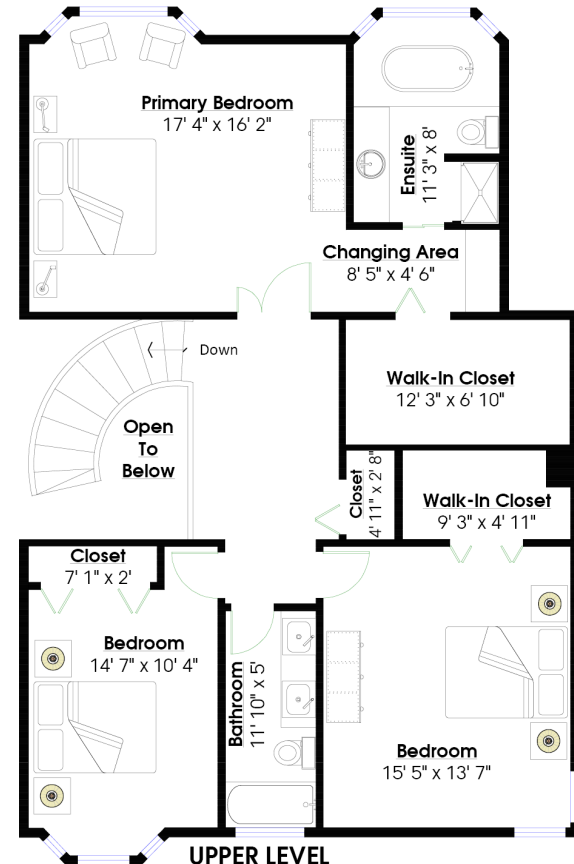 Primary Bedroom
17' 4" x 16' 2"
Ensuite
11' 3" x 8'
Changing Area
8' 5" x 4' 6"
Down
Walk-In Closet
12' 3" x 6' 10"
Open
To
Below
Closet
4' 11" x 2' 8"
Walk-In Closet
9' 3" x 4' 11"
Closet
7' 1" x 2'
Bedroom
14' 7" x 10' 4"
Bathroom
11' 10" x 5'
Bedroom
15' 5" x 13' 7"
UPPER LEVEL